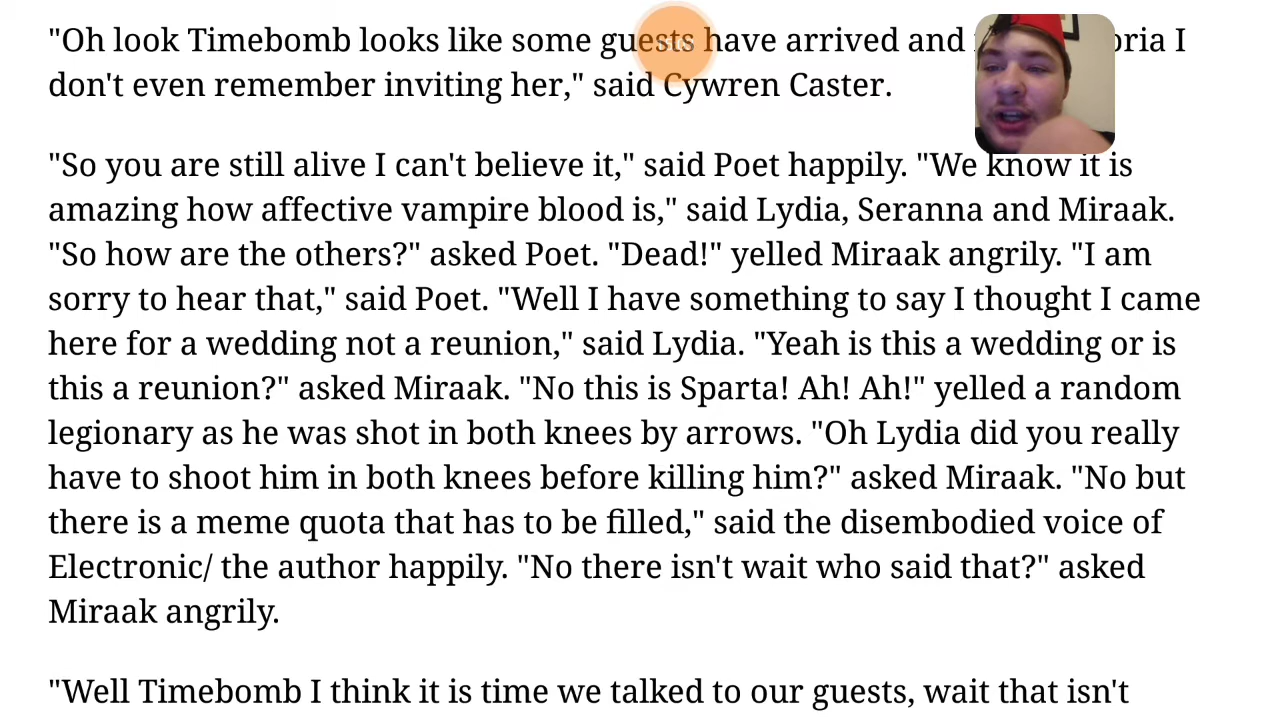 "Oh look Timebomb looks like some guests have arrived and oria I
don't even remember inviting her," said Cywren Caster.
"So you are still alive I can't believe it," said Poet happily. "We know it is
amazing how affective vampire blood is," said Lydia, Seranna and Miraak.
"So how are the others?" asked Poet. "Dead!" yelled Miraak angrily. "I am
sorry to hear that," said Poet. "Well I have something to say I thought I came
here for a wedding not a reunion," said Lydia. "Yeah is this a wedding or is
this a reunion?" asked Miraak. "No this is Sparta! Ah! Ah!" yelled a random
legionary as he was shot in both knees by arrows. "Oh Lydia did you really
have to shoot him in both knees before killing him?" asked Miraak. "No but
there is a meme quota that has to be filled," said the disembodied voice of
Electronic/ the author happily. "No there isn't wait who said that?" asked
Miraak angrily.
"Well Timebomb I think it is time we talked to our guests, wait that isn't